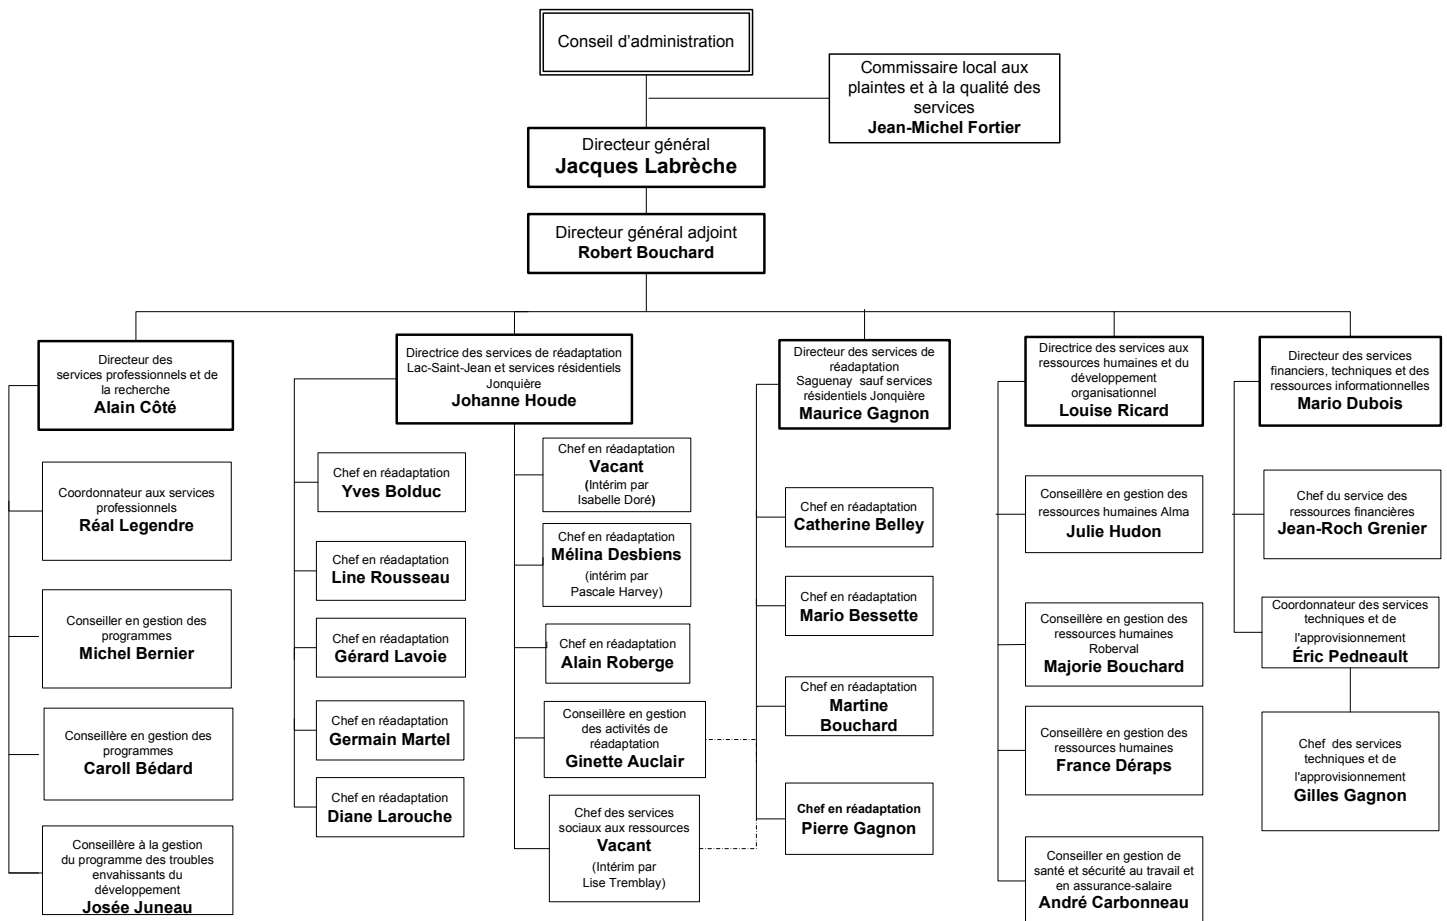 Conseil d'administration
Commissaire local aux
plaintes et à la qualité des
services
Jean-Michel Fortier
Directeur général
Jacques Labrèche
Directeur général adjoint
Robert Bouchard
Directeur des
services professionnels et de
la recherche
Alain Côté
Coordonnateur aux services
professionnels
Réal Legendre
Conseiller en gestion des
programmes
Michel Bernier
Conseillère en gestion des
programmes
Caroll Bédard
Conseillère à la gestion
du programme des troubles
envahissants du
développement
Josée Juneau
Directrice des services de réadaptation
Lac-Saint-Jean et services résidentiels
Jonquière
Johanne Houde
Chef en réadaptation
Yves Bolduc
Chef en réadaptation
Line Rousseau
Chef en réadaptation
Gérard Lavoie
Chef en réadaptation
Germain Martel
Chef en réadaptation
Diane Larouche
Chef en réadaptation
Vacant
(Intérim par
Isabelle Doré)
Chef en réadaptation
Mélina Desbiens
(intérim par
Pascale Harvey)
Chef en réadaptation
Alain Roberge
Conseillère en gestion
des activités de
réadaptation
Ginette Auclair
Chef des services
sociaux aux ressources
Vacant
(Intérim par
Lise Tremblay)
Directeur des services de
réadaptation
Saguenay sauf services
résidentiels Jonquière
Maurice Gagnon
Chef en réadaptation
Catherine Belley
Chef en réadaptation
Mario Bessette
Chef en réadaptation
Martine
Bouchard
Chef en réadaptation
Pierre Gagnon
Directrice des services aux
ressources humaines et du
développement
organisationnel
Louise Ricard
Conseillère en gestion des
ressources humaines Alma
Julie Hudon
Conseillère en gestion des
ressources humaines
Roberval
Majorie Bouchard
Conseillère en gestion des
ressources humaines
France Déraps
Conseiller en gestion de
santé et sécurité au travail et
en assurance-salaire
André Carbonneau
Directeur des services
financiers, techniques et des
ressources informationnelles
Mario Dubois
Chef du service des
ressources financières
Jean-Roch Grenier
Coordonnateur des services
techniques et de
l'approvisionnement
Éric Pedneault
Chef des services
techniques et de
l'approvisionnement
Gilles Gagnon